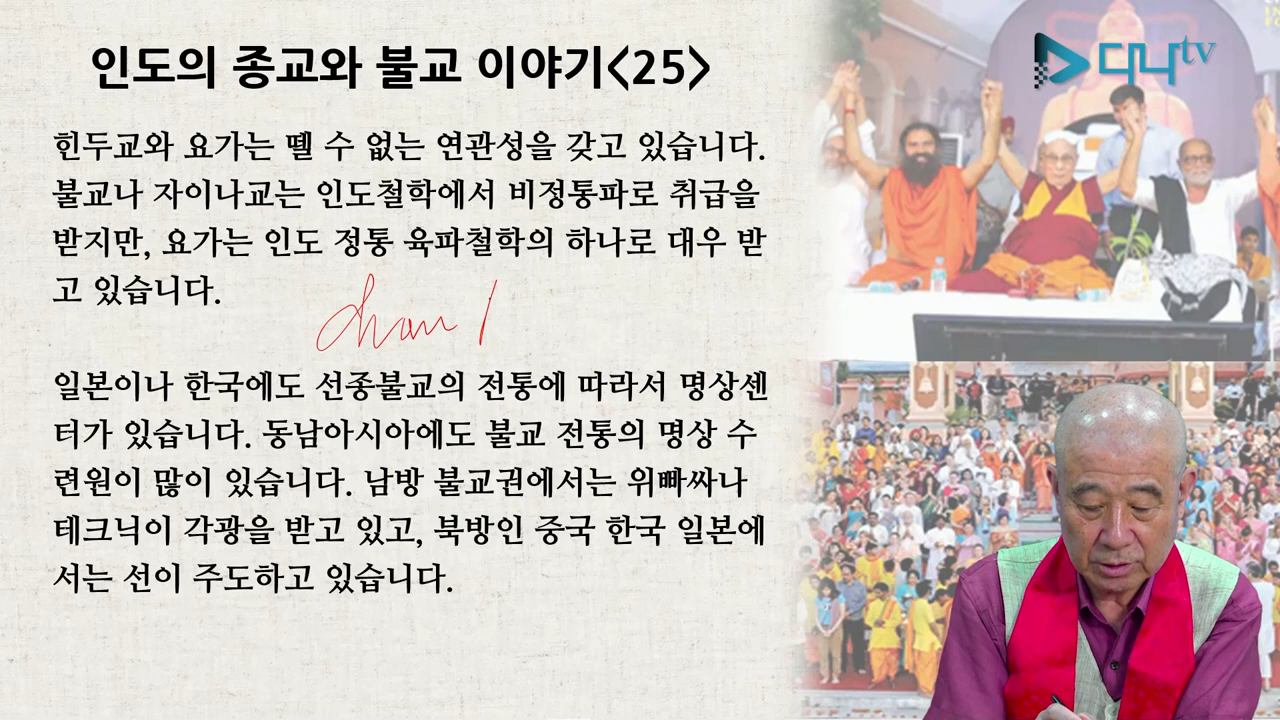 인도의 종교와 불교 이야기<25>
힌두교와 요가는 뗄 수 없는 연관성을 갖고 있습니다.
불교나 자이나교는 인도철학에서 비정통파로 취급을
받지만, 요가는 인도 정통 육파철학의 하나로 대우 받
고 있습니다.
일본이나 한국에도 선종불교의 전통에 따라서 명상센
터가 있습니다. 동남아시아에도 불교 전통의 명상 수
련원이 많이 있습니다. 남방 불교권에서는 위빠싸나
테크닉이 각광을 받고 있고, 북방인 중국 한국 일본에
서는 선이 주도하고 있습니다.
tv